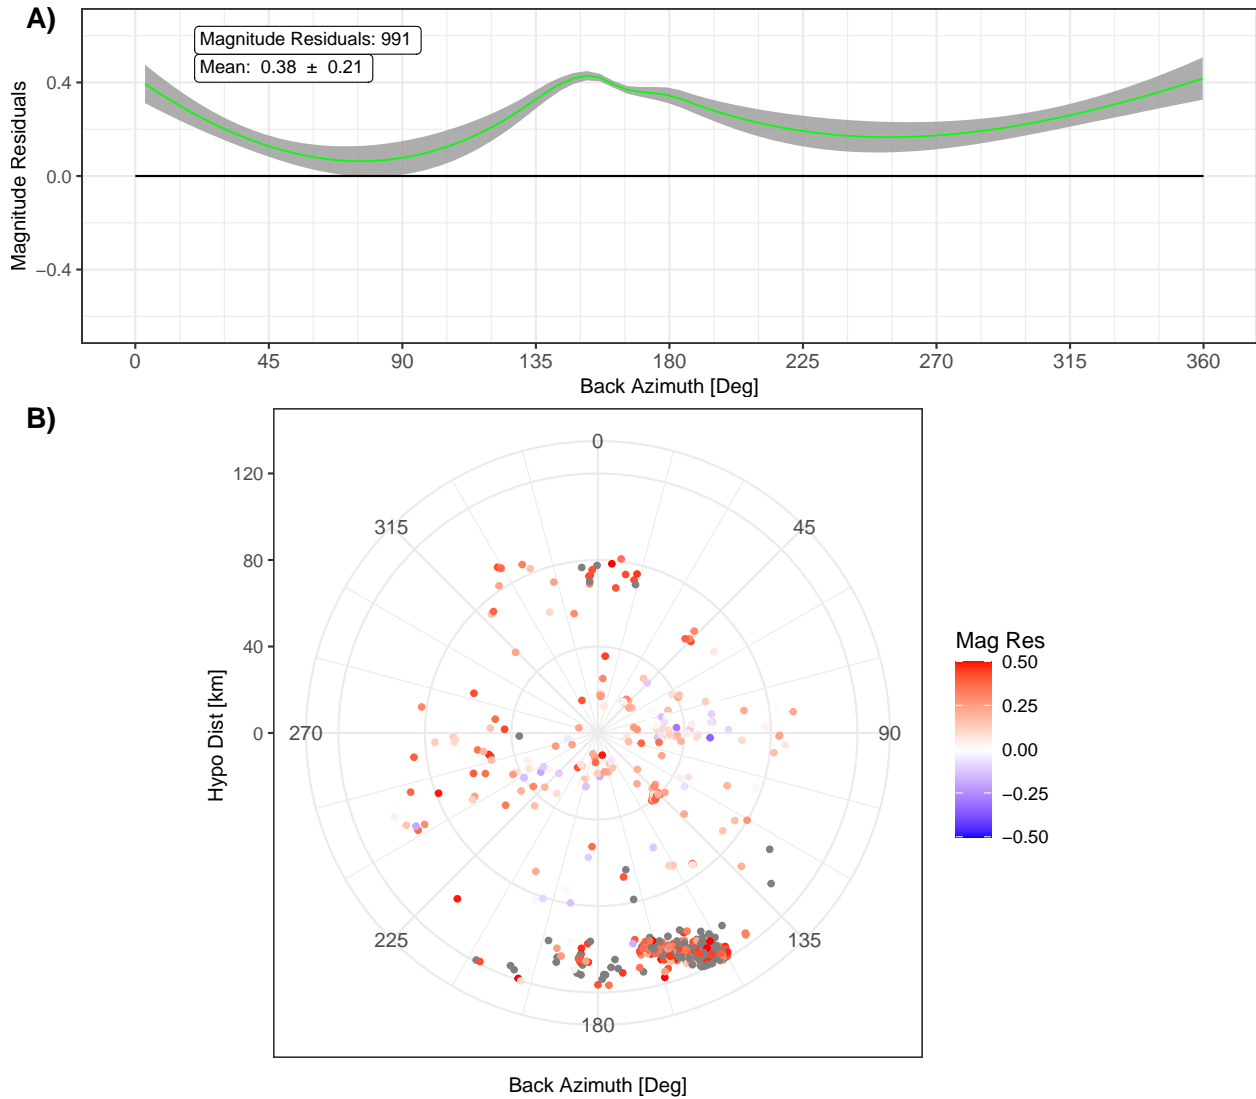 A)
Magnitude Residuals: 991
Mean: 0.38 ± 0.21
Magnitude Residuals
0.4
0.0
−0.4
0 45 90 135 180 225 270 315 360
Back Azimuth [Deg]
B)
Hypo Dist [km]
120
80
40
0
0
45
90
135
180
225
270
315
Back Azimuth [Deg]
Mag Res
0.50
0.25
0.00
−0.25
−0.50